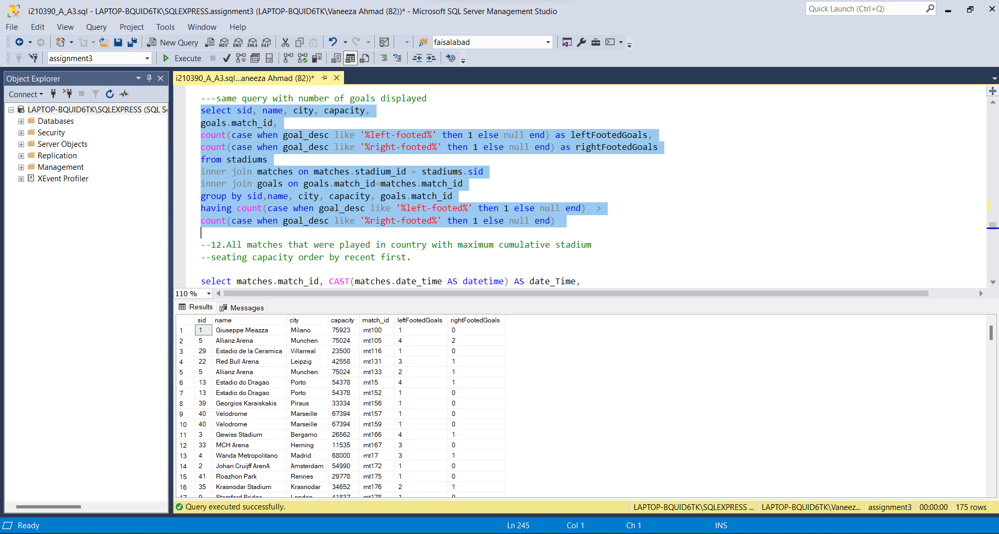 i210390_A_A3.sql - LAPTOP-BQUID6TK\SQLEXPRESS.assignment3 (LAPTOP-BQUID6TK\Vaneeza Ahmad (82))* - Microsoft SQL Server Management Studio
Quick Launch (Ctrl+Q)
File Edit View Query Project Tools Window Help
New Query MDX DMX XMLA DAX faisalabad
assignment3 Execute
Object Explorer
i210390_A_A3.sql...aneeza Ahmad (82))*
Connect
LAPTOP-BQUID6TK\SQLEXPRESS (SQL S
Databases
Security
Server Objects
Replication
Management
XEvent Profiler
---same query with number of goals displayed
select sid, name, city, capacity,
goals.match_id,
count(case when goal_desc like '%left-footed%' then 1 else null end) as leftFootedGoals,
count(case when goal_desc like '%right-footed%' then 1 else null end) as rightFootedGoals
from stadiums
inner join matches on matches.stadium_id = stadiums.sid
inner join goals on goals.match_id=matches.match_id
group by sid,name, city, capacity, goals.match_id
having count(case when goal_desc like '%left-footed%' then 1 else null end) >
count(case when goal_desc like '%right-footed%' then 1 else null end)
--12.All matches that were played in country with maximum cumulative stadium
--seating capacity order by recent first.
select matches.match_id, CAST(matches.date_time AS datetime) AS date_Time,
110 %
Results Messages
sid name city capacity match_id leftFootedGoals rightFootedGoals
1 1 Giuseppe Meazza Milano 75923 mt100 1 0
2 5 Allianz Arena Munchen 75024 mt105 4 2
3 29 Estadio de la Ceramica Villarreal 23500 mt116 1 0
4 22 Red Bull Arena Leipzig 42558 mt131 3 1
5 5 Allianz Arena Munchen 75024 mt133 2 1
6 13 Estadio do Dragao Porto 54378 mt15 4 1
7 13 Estadio do Dragao Porto 54378 mt152 1 0
8 39 Georgios Karaiskakis Piraus 33334 mt156 1 0
9 40 Velodrome Marseille 67394 mt157 1 0
10 40 Velodrome Marseille 67394 mt159 1 0
11 3 Gewiss Stadium Bergamo 26562 mt166 4 1
12 33 MCH Arena Herning 11535 mt167 3 0
13 4 Wanda Metropolitano Madrid 68000 mt17 3 1
14 2 Johan Cruijff ArenA Amsterdam 54990 mt172 1 0
15 41 Roazhon Park Rennes 29778 mt175 1 0
16 35 Krasnodar Stadium Krasnodar 34652 mt176 2 1
17 9 Stamford Bridge London 41837 mt178 1 0
Query executed successfully.
LAPTOP-BQUID6TK\SQLEXPRESS ... LAPTOP-BQUID6TK\Vaneez... assignment3 00:00:00 175 rows
Ready Ln 245 Col 1 Ch 1 INS